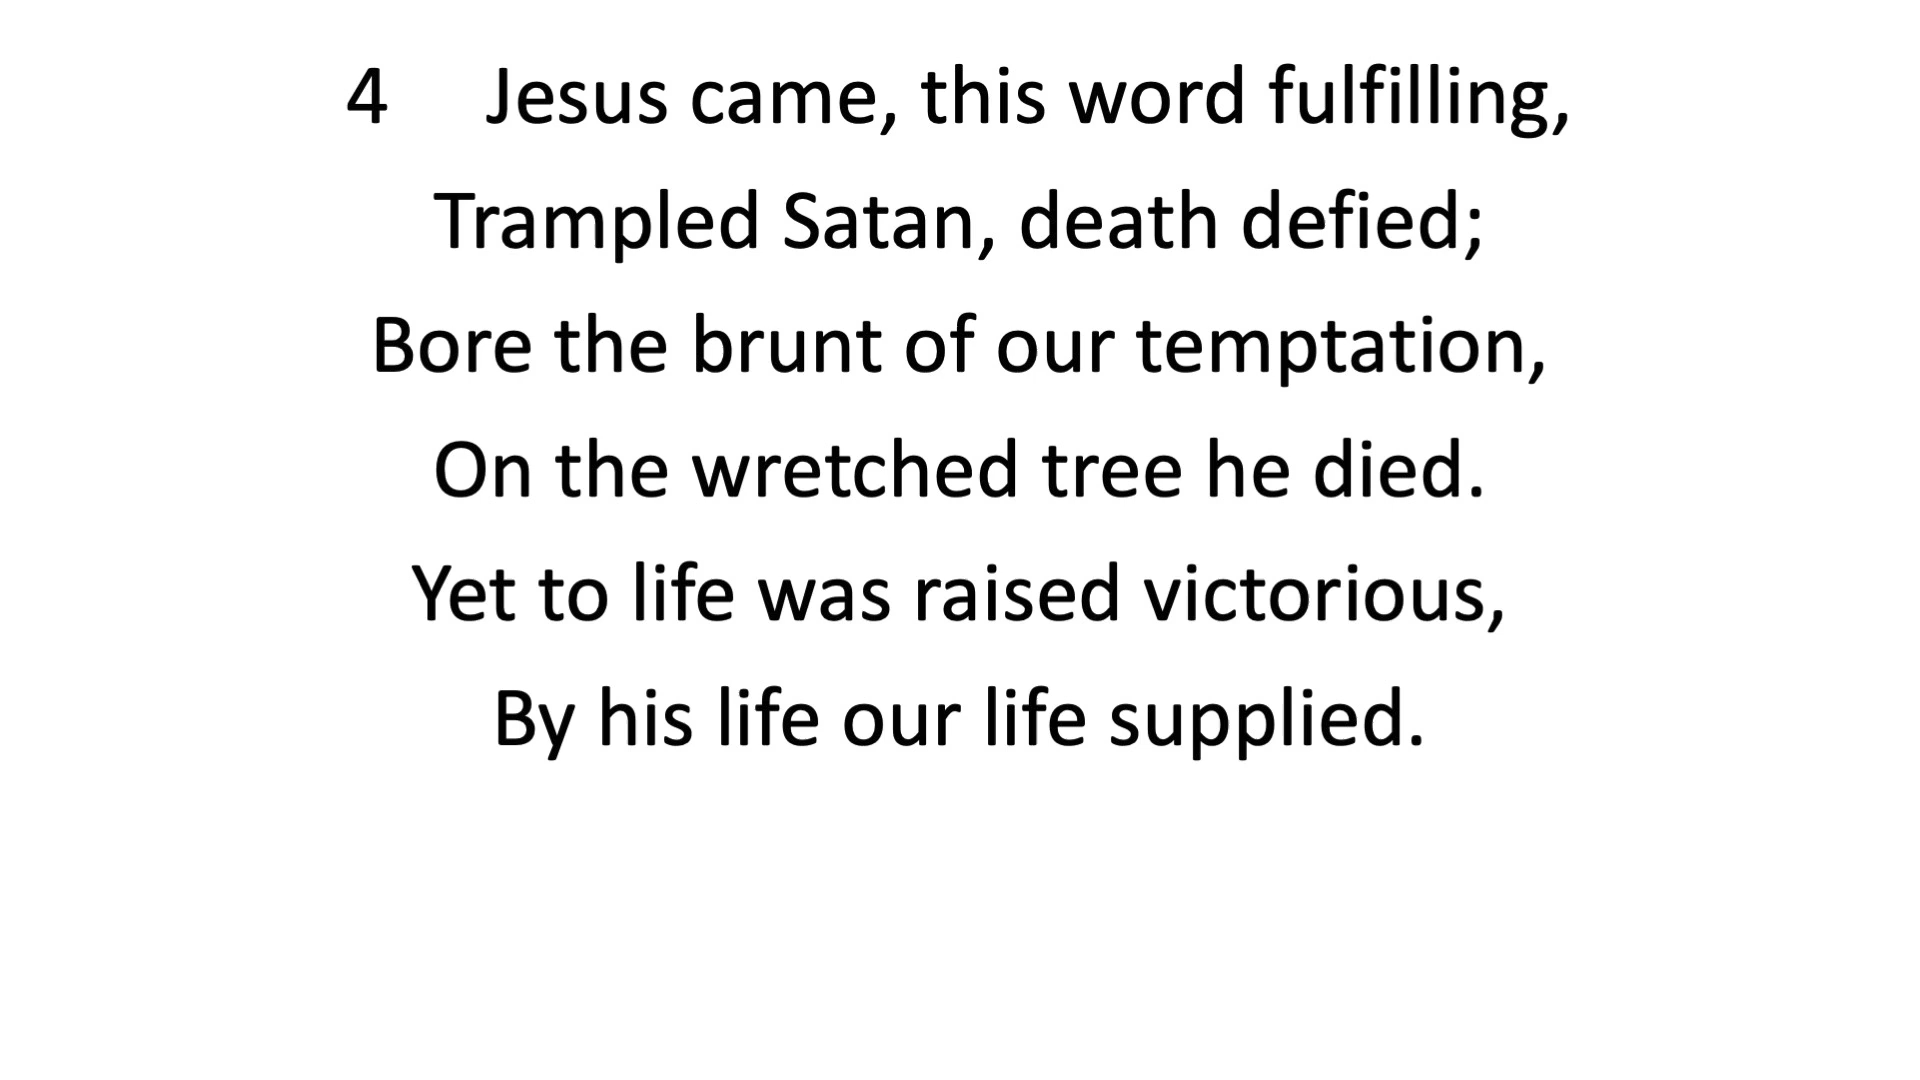 4 Jesus came, this word fulfilling,
Trampled Satan, death defied;
Bore the brunt of our temptation,
On the wretched tree he died.
Yet to life was raised victorious,
By his life our life supplied.